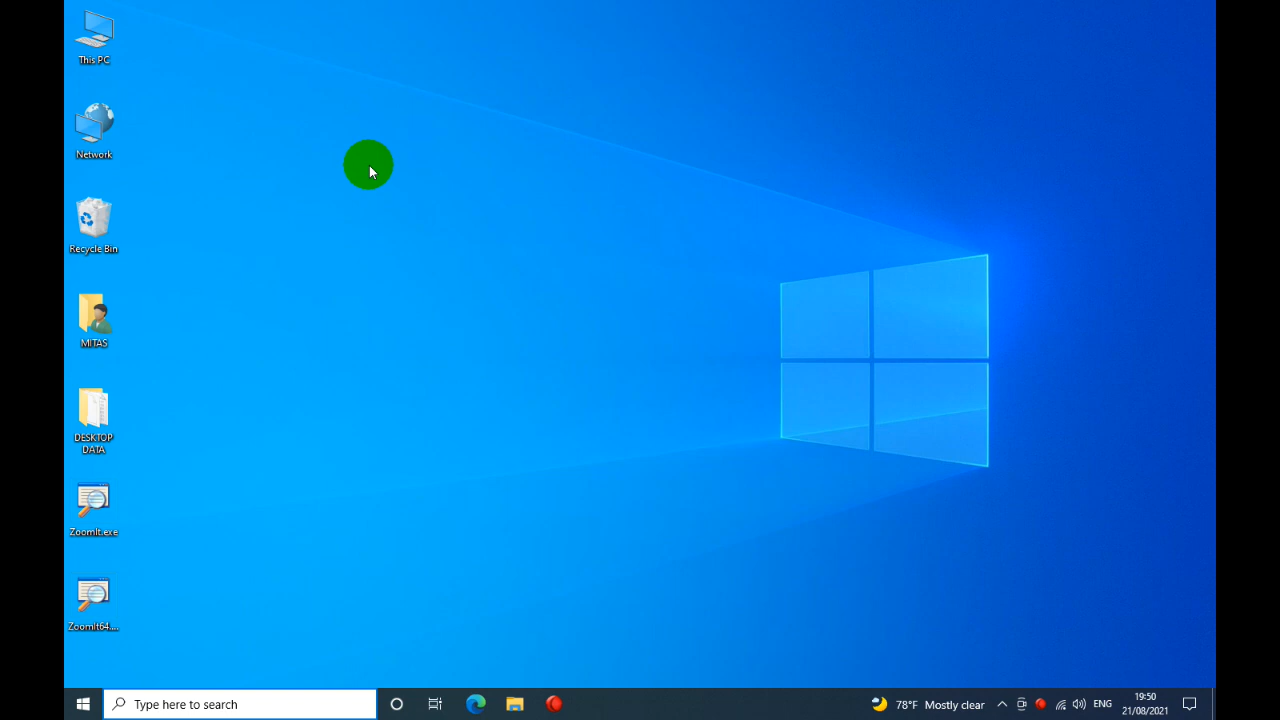 This PC
Network
Recycle Bin
MITAS
DESKTOP
DATA
ZoomIt.exe
ZoomIt64....
Type here to search
78°F Mostly clear
ENG
19:50
21/08/2021